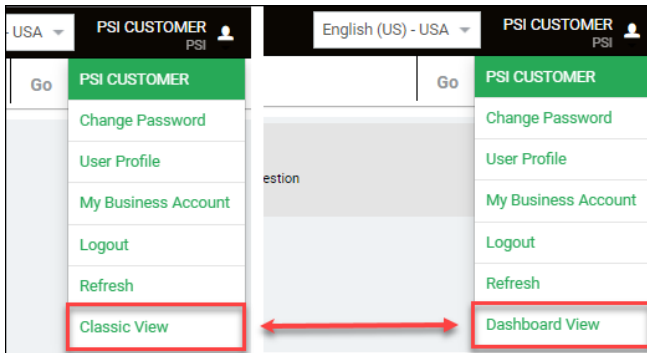 - USA
PSI CUSTOMER
PSI
Go
PSI CUSTOMER
Change Password
User Profile
My Business Account
Logout
Refresh
Classic View
English (US) - USA
PSI CUSTOMER
PSI
Go
PSI CUSTOMER
Change Password
estion
User Profile
My Business Account
Logout
Refresh
Dashboard View